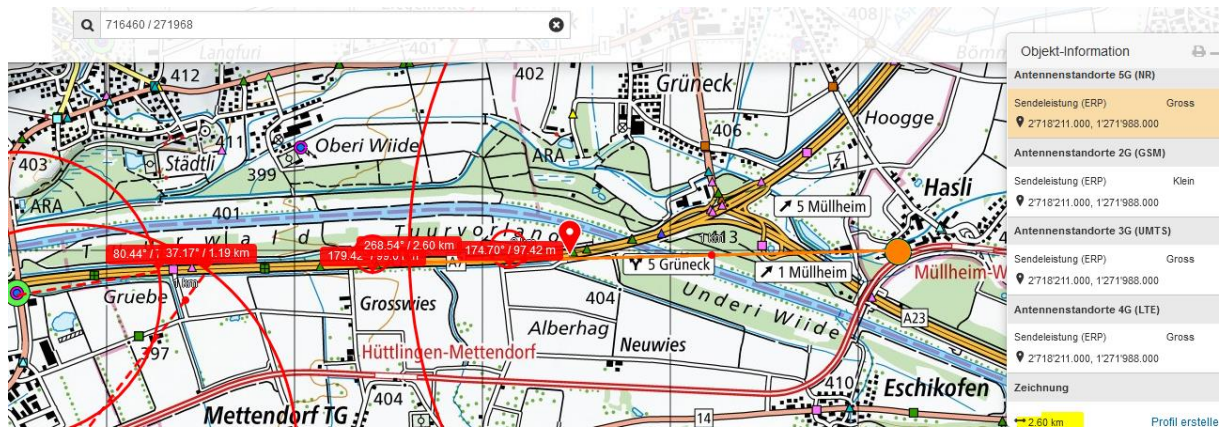 716460 / 271968
Langfuri
401
Bömm
Objekt-Information
Antennenstandorte 5G (NR)
Sendeleistung (ERP) Gross
2'718'211.000, 1'271'988.000
Antennenstandorte 2G (GSM)
Sendeleistung (ERP) Klein
2'718'211.000, 1'271'988.000
Antennenstandorte 3G (UMTS)
Sendeleistung (ERP) Gross
2'718'211.000, 1'271'988.000
Antennenstandorte 4G (LTE)
Sendeleistung (ERP) Gross
2'718'211.000, 1'271'988.000
Zeichnung
2.60 km Profil erstelle
412
402
Grüneck
Hoogge
406
Städtli
Oberi Wiide
ARA
403
399
Hasli
ARA
401
5 Müllheim
Tuurvorland
413
80.44° / 37.17° / 1.19 km
268.54° / 2.60 km
174.70° / 97.42 m
1 km
5 Grüneck
1 Müllheim
Müllheim-W
Gruebe
Grosswies
404
Underi Wiide
A23
Alberhag
Neuwies
397
Hüttlingen-Mettendorf
410
Eschikofen
404
Mettendorf TG
14